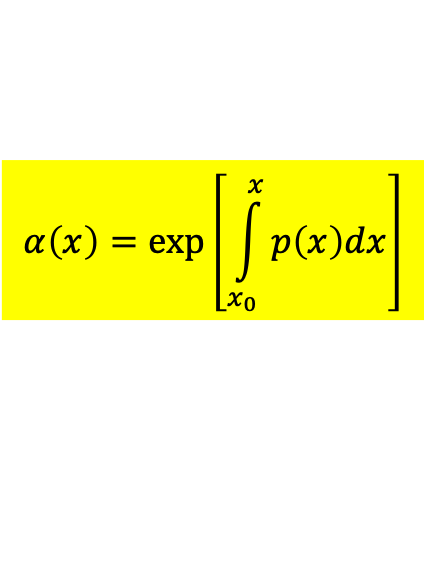 α(x) = exp [∫_{x₀}^{x} p(x)dx]